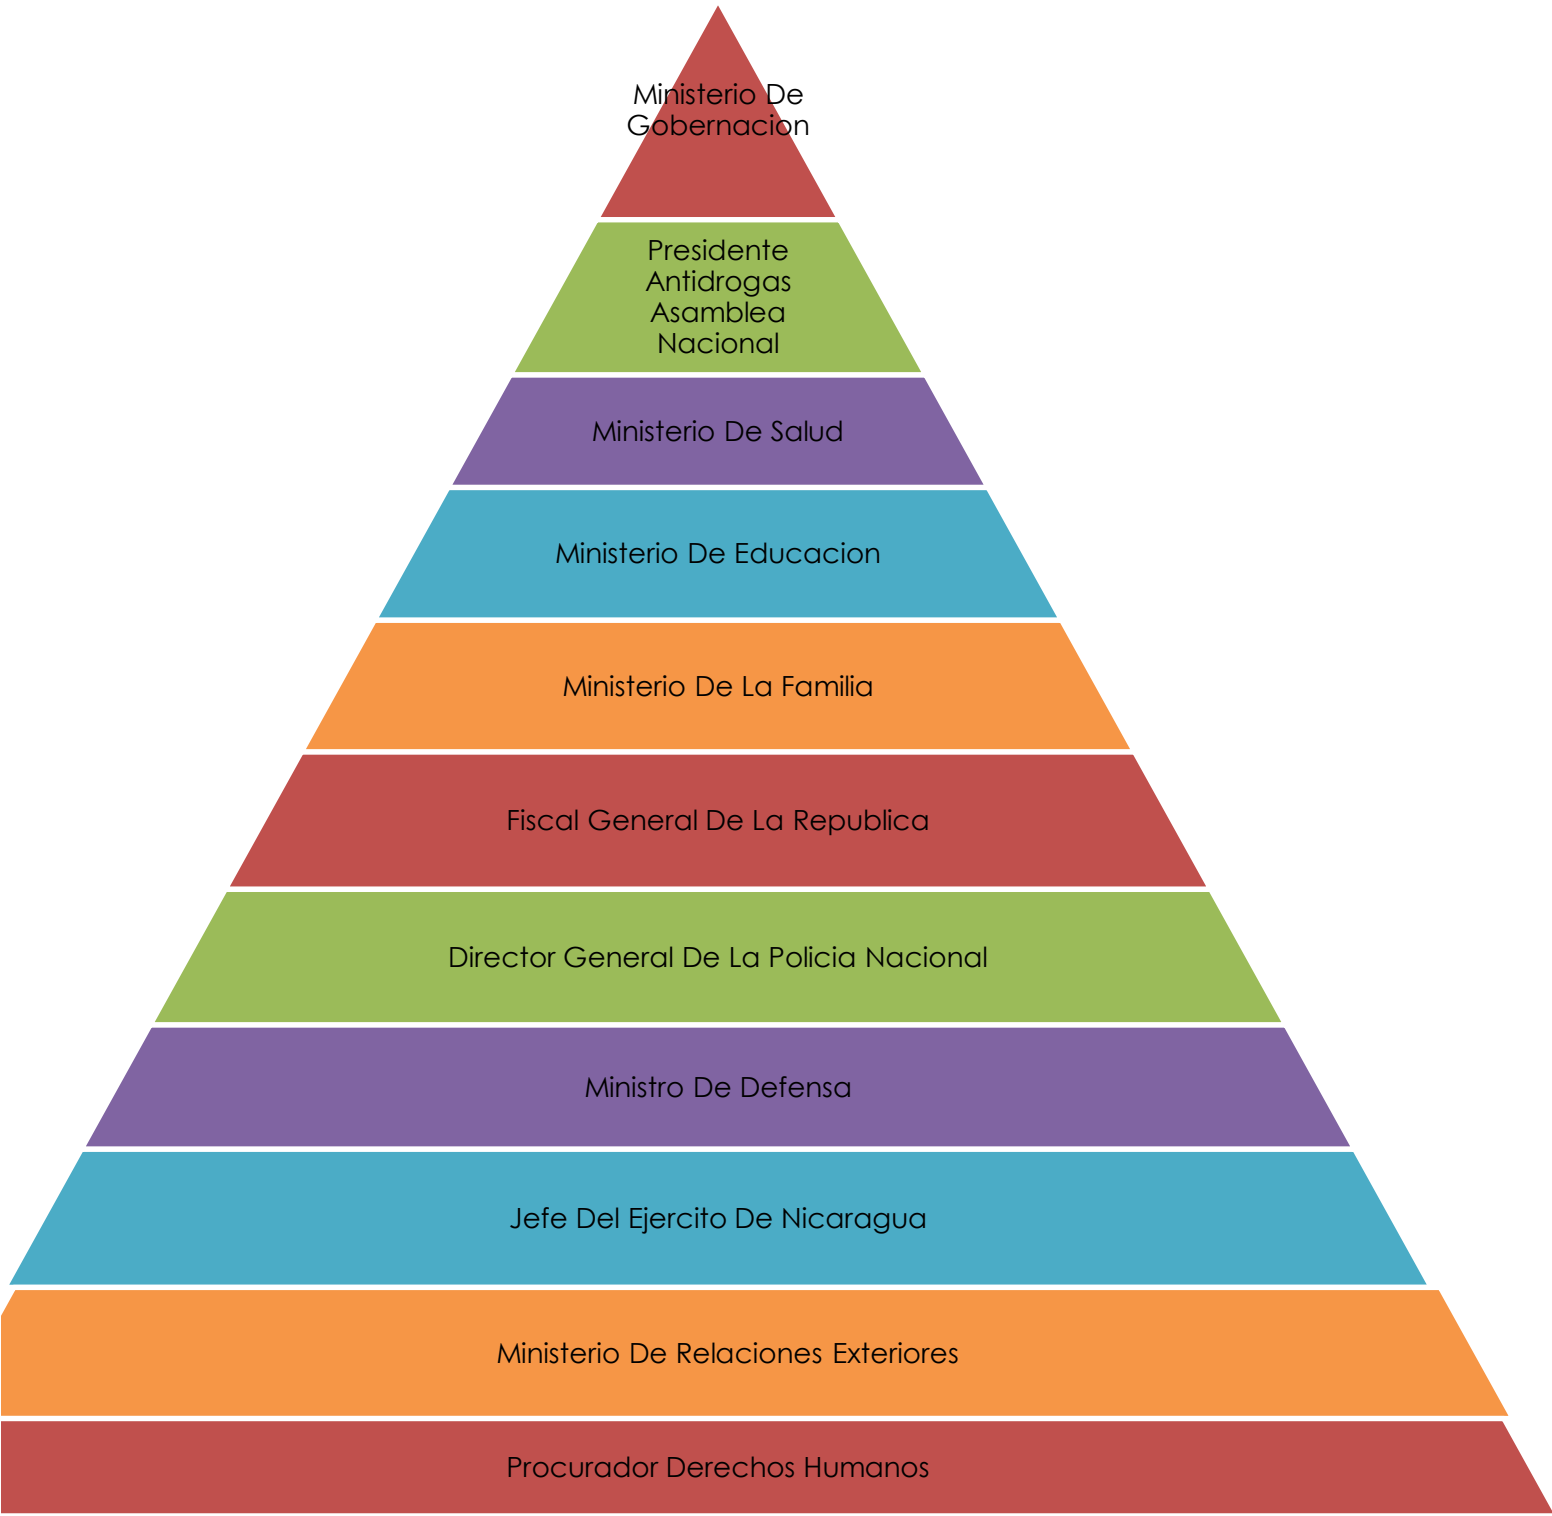 Ministerio De
Gobernacion
Presidente
Antidrogas
Asamblea
Nacional
Ministerio De Salud
Ministerio De Educacion
Ministerio De La Familia
Fiscal General De La Republica
Director General De La Policia Nacional
Ministro De Defensa
Jefe Del Ejercito De Nicaragua
Ministerio De Relaciones Exteriores
Procurador Derechos Humanos